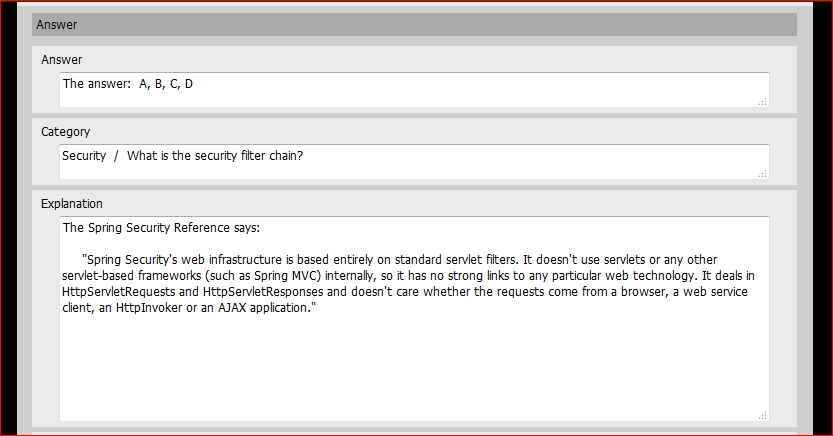 Answer
Answer
The answer:  A, B, C, D
Category
Security  /  What is the security filter chain?
Explanation
The Spring Security Reference says:
"Spring Security's web infrastructure is based entirely on standard servlet filters. It doesn't use servlets or any other
servlet-based frameworks (such as Spring MVC) internally, so it has no strong links to any particular web technology. It deals in
HttpServletRequests and HttpServletResponses and doesn't care whether the requests come from a browser, a web service
client, an HttpInvoker or an AJAX application."